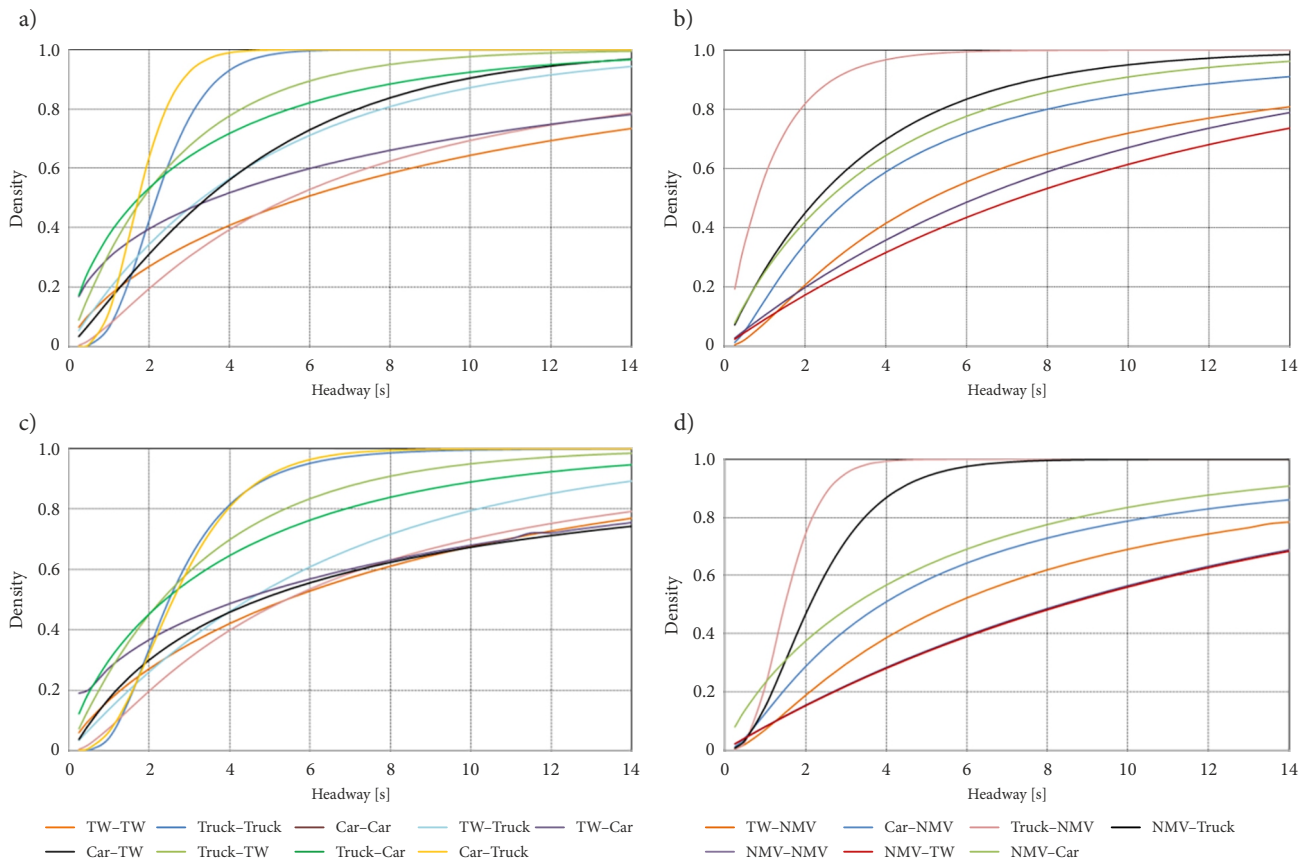 a)
Density
1.0
0.8
0.6
0.4
0.2
0
0 2 4 6 8 10 12 14
Headway [s]
b)
Density
1.0
0.8
0.6
0.4
0.2
0
0 2 4 6 8 10 12 14
Headway [s]
c)
Density
1.0
0.8
0.6
0.4
0.2
0
0 2 4 6 8 10 12 14
Headway [s]
d)
Density
1.0
0.8
0.6
0.4
0.2
0
0 2 4 6 8 10 12 14
Headway [s]
TW–TW Truck–Truck Car–Car TW–Truck TW–Car
Car–TW Truck–TW Truck–Car Car–Truck
TW–NMV Car–NMV Truck–NMV NMV–Truck
NMV–NMV NMV–TW NMV–Car